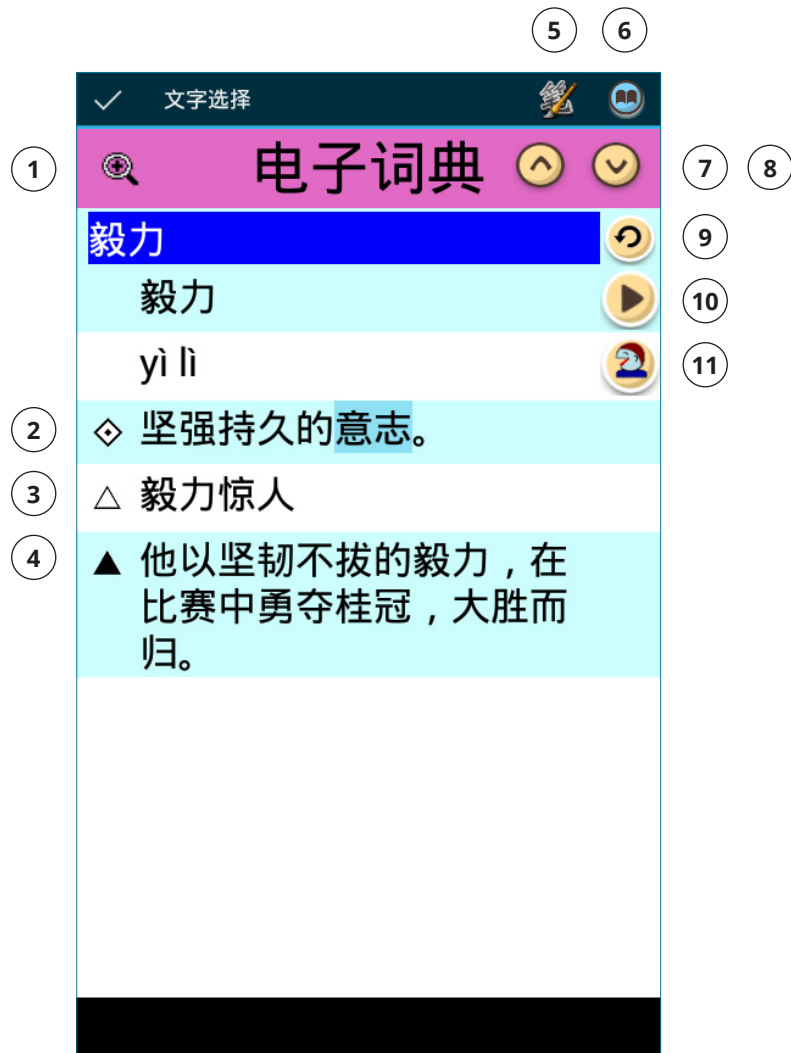 5 6
文字选择
1 电子词典 7 8
毅力 9
毅力 10
yì lì 11
2 坚强持久的意志。
3 毅力惊人
4 他以坚韧不拔的毅力，在
比赛中勇夺桂冠，大胜而
归。